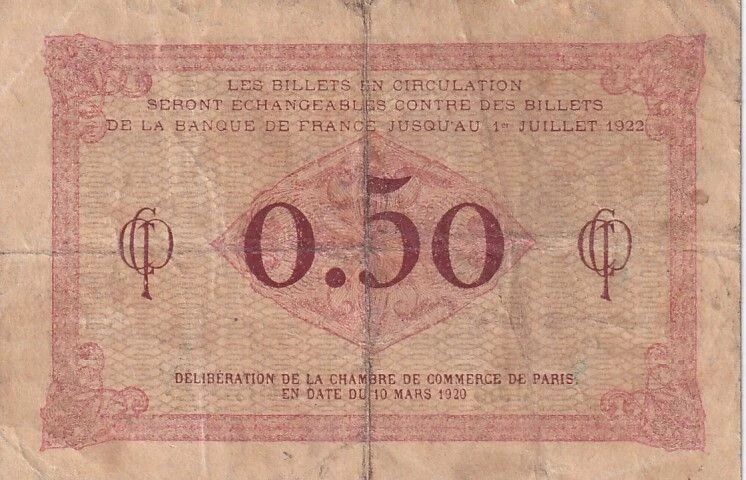 LES BILLETS EN CIRCULATION
SERONT ÉCHANGEABLES CONTRE DES BILLETS
DE LA BANQUE DE FRANCE JUSQU'AU 1er JUILLET 1922
0.50
DÉLIBÉRATION DE LA CHAMBRE DE COMMERCE DE PARIS
EN DATE DU 10 MARS 1920